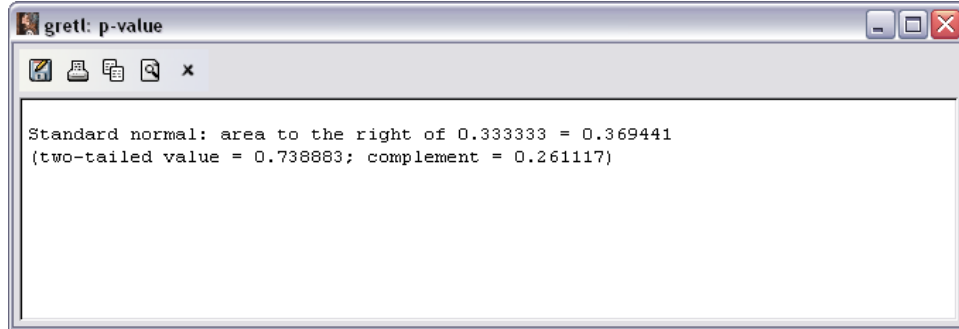 gretl: p-value
Standard normal: area to the right of 0.333333 = 0.369441
(two-tailed value = 0.738883; complement = 0.261117)